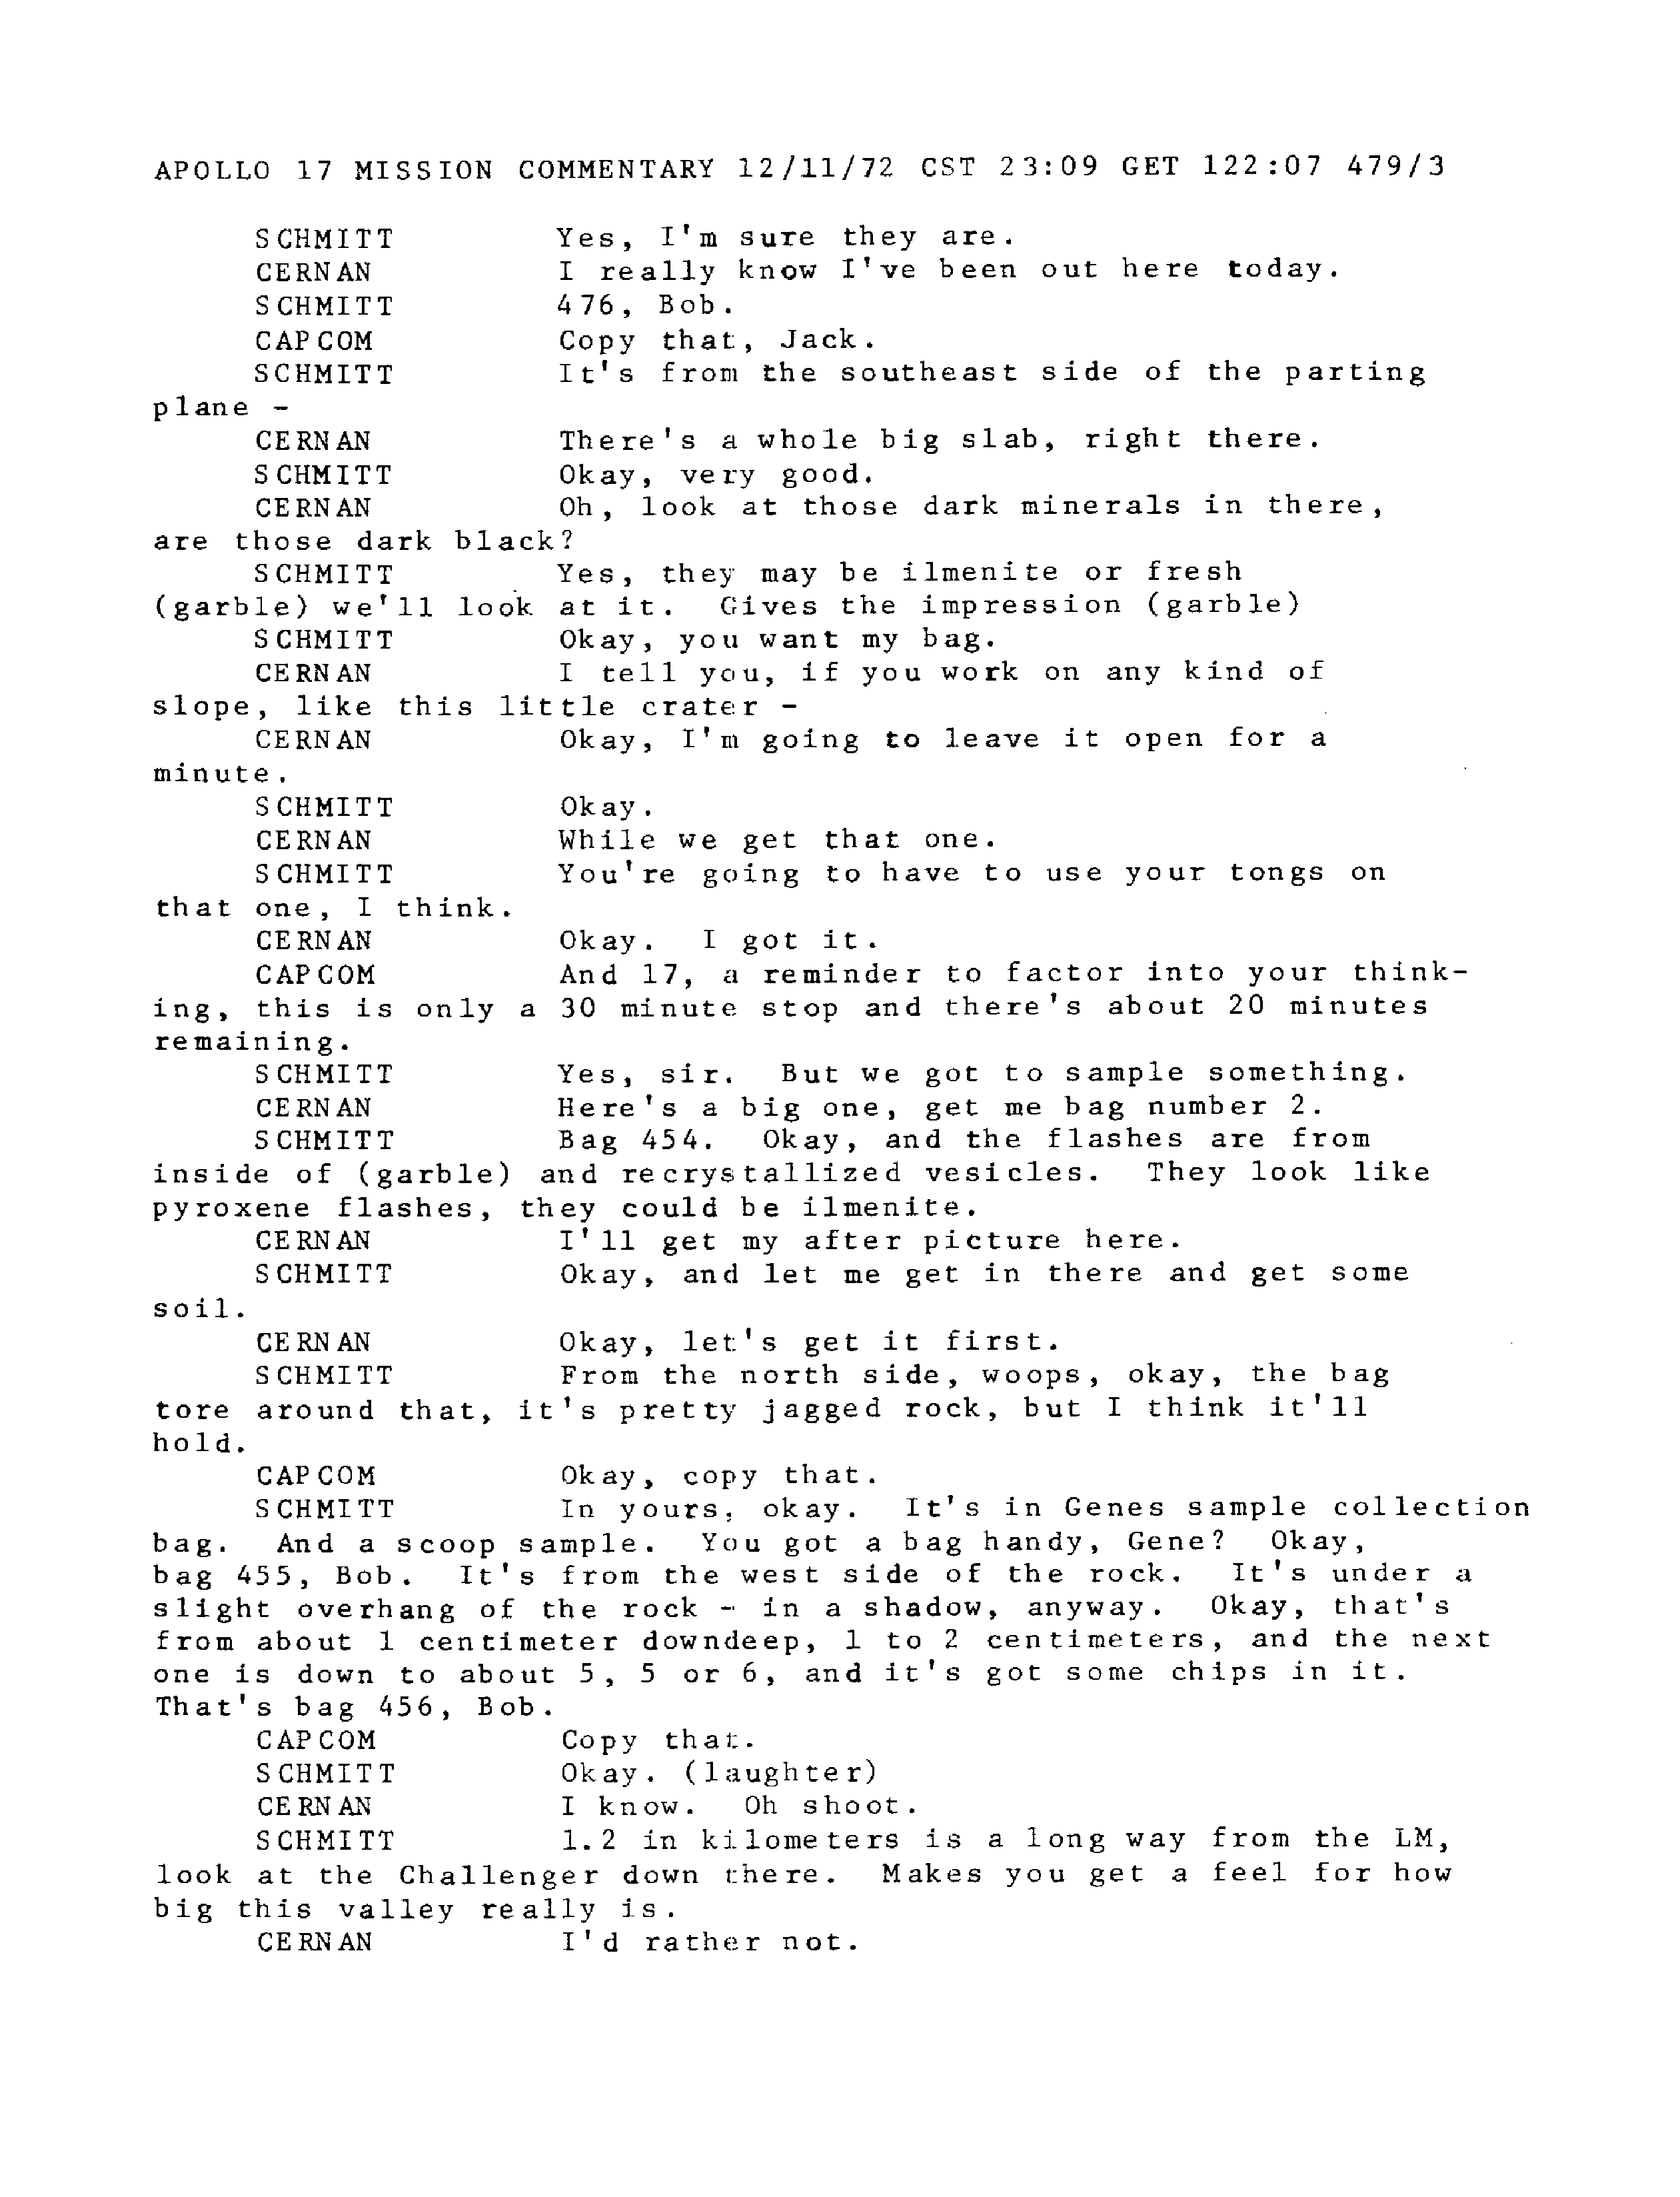 APOLLO 17 MISSION COMMENTARY 12/11/72 CST 23:09 GET 122:07 479/3
SCHMITT Yes, I'm sure they are.
CERNAN I really know I've been out here today.
SCHMITT 476, Bob.
CAPCOM Copy that, Jack.
SCHMITT It's from the southeast side of the parting
plane -
CERNAN There's a whole big slab, right there.
SCHMITT Okay, very good.
CERNAN Oh, look at those dark minerals in there,
are those dark black?
SCHMITT Yes, they may be ilmenite or fresh
(garble) we'll look at it. Gives the impression (garble)
SCHMITT Okay, you want my bag.
CERNAN I tell you, if you work on any kind of
slope, like this little crater -
CERNAN Okay, I'm going to leave it open for a
minute.
SCHMITT Okay.
CERNAN While we get that one.
SCHMITT You're going to have to use your tongs on
that one, I think.
CERNAN Okay. I got it.
CAPCOM And 17, a reminder to factor into your think-
ing, this is only a 30 minute stop and there's about 20 minutes
remaining.
SCHMITT Yes, sir. But we got to sample something.
CERNAN Here's a big one, get me bag number 2.
SCHMITT Bag 454. Okay, and the flashes are from
inside of (garble) and recrystallized vesicles. They look like
pyroxene flashes, they could be ilmenite.
CERNAN I'll get my after picture here.
SCHMITT Okay, and let me get in there and get some
soil.
CERNAN Okay, let's get it first.
SCHMITT From the north side, woops, okay, the bag
tore around that, it's pretty jagged rock, but I think it'll
hold.
CAPCOM Okay, copy that.
SCHMITT In yours, okay. It's in Genes sample collection
bag. And a scoop sample. You got a bag handy, Gene? Okay,
bag 455, Bob. It's from the west side of the rock. It's under a
slight overhang of the rock - in a shadow, anyway. Okay, that's
from about 1 centimeter downdeep, 1 to 2 centimeters, and the next
one is down to about 5, 5 or 6, and it's got some chips in it.
That's bag 456, Bob.
CAPCOM Copy that.
SCHMITT Okay. (laughter)
CERNAN I know. Oh shoot.
SCHMITT 1.2 in kilometers is a long way from the LM,
look at the Challenger down there. Makes you get a feel for how
big this valley really is.
CERNAN I'd rather not.